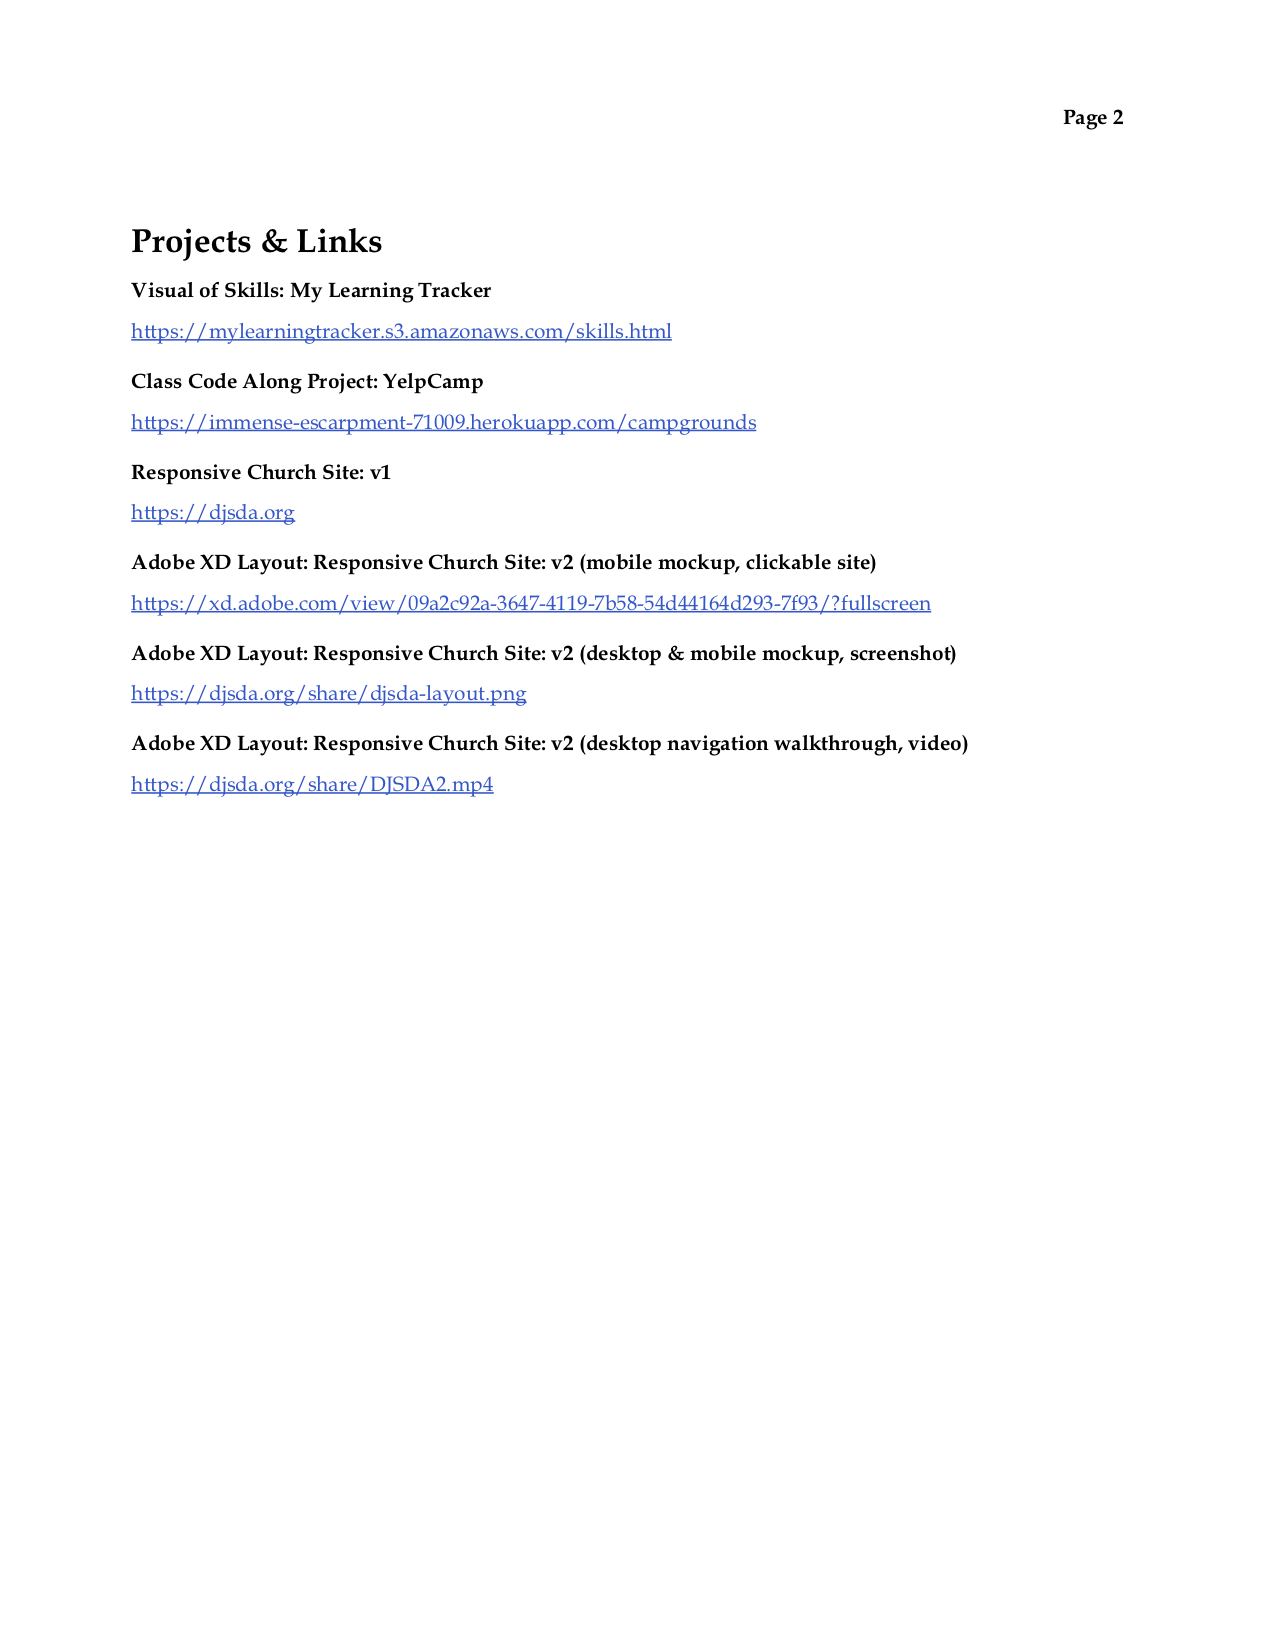 Page 2
Projects & Links
Visual of Skills: My Learning Tracker
https://mylearningtracker.s3.amazonaws.com/skills.html
Class Code Along Project: YelpCamp
https://immense-escarpment-71009.herokuapp.com/campgrounds
Responsive Church Site: v1
https://djsda.org
Adobe XD Layout: Responsive Church Site: v2 (mobile mockup, clickable site)
https://xd.adobe.com/view/09a2c92a-3647-4119-7b58-54d44164d293-7f93/?fullscreen
Adobe XD Layout: Responsive Church Site: v2 (desktop & mobile mockup, screenshot)
https://djsda.org/share/djsda-layout.png
Adobe XD Layout: Responsive Church Site: v2 (desktop navigation walkthrough, video)
https://djsda.org/share/DJSDA2.mp4